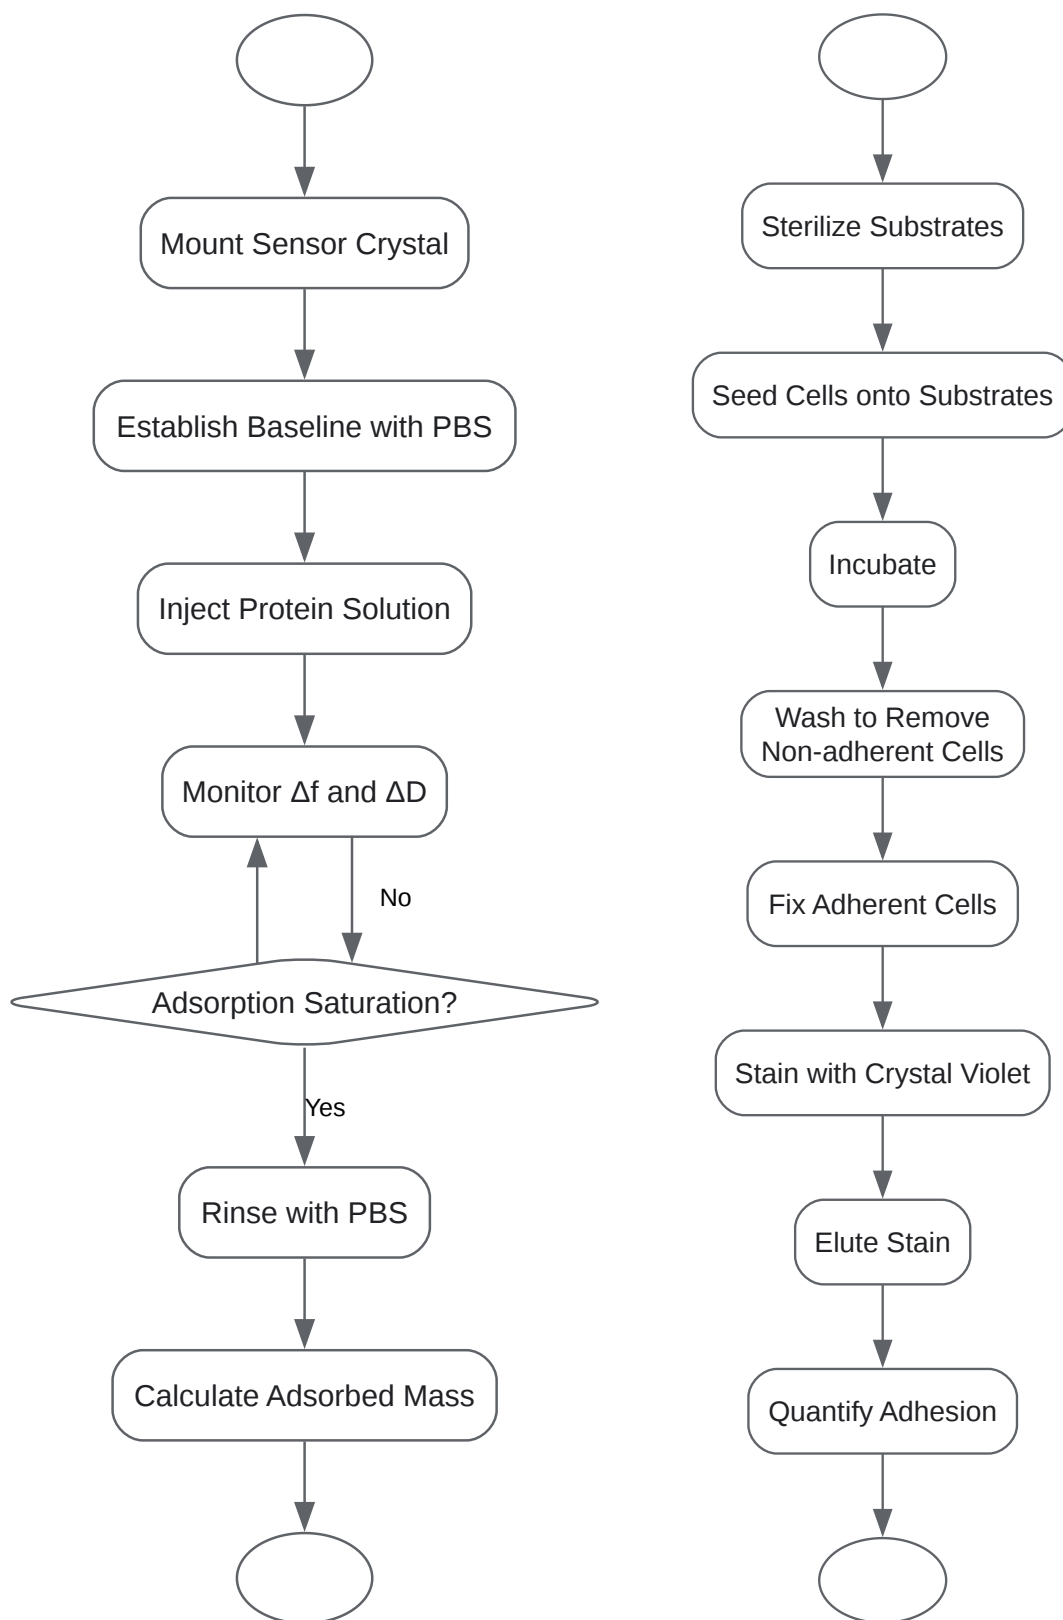 Mount Sensor Crystal
Establish Baseline with PBS
Inject Protein Solution
Monitor Δf and ΔD
No
Adsorption Saturation?
Yes
Rinse with PBS
Calculate Adsorbed Mass
Sterilize Substrates
Seed Cells onto Substrates
Incubate
Wash to Remove
Non-adherent Cells
Fix Adherent Cells
Stain with Crystal Violet
Elute Stain
Quantify Adhesion